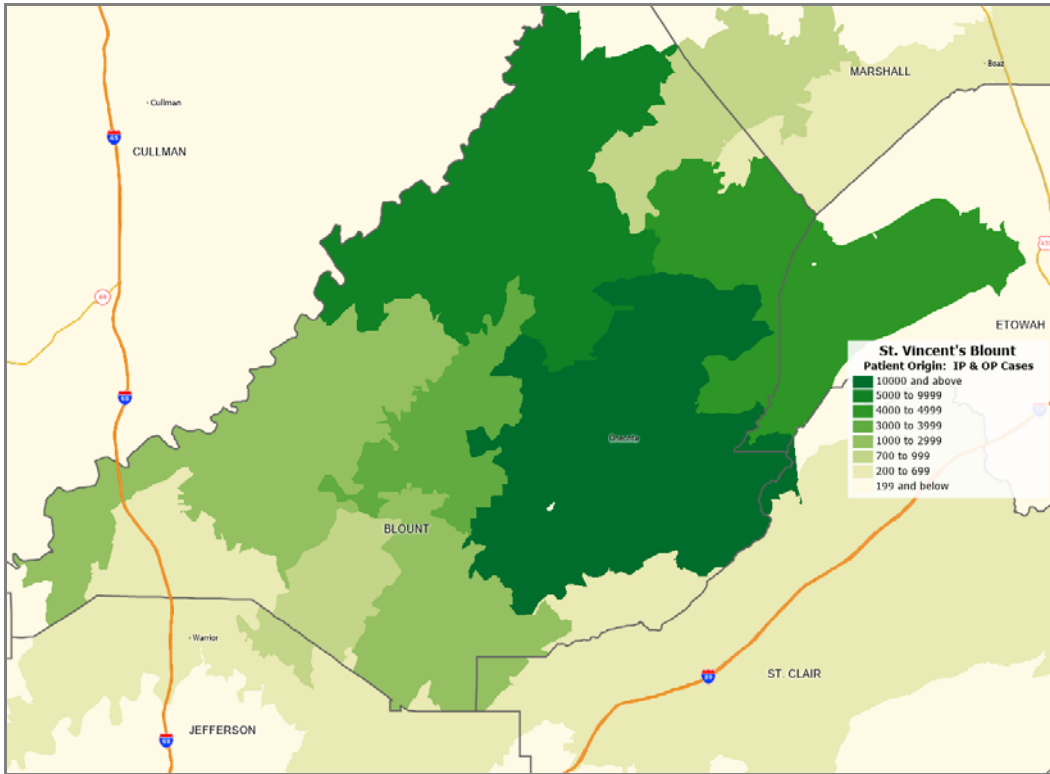 MARSHALL
Boaz
Cullman
CULLMAN
65
69
431
ETOWAH
St. Vincent's Blount
Patient Origin: IP & OP Cases
10000 and above
5000 to 9999
4000 to 4999
3000 to 3999
1000 to 2999
700 to 999
200 to 699
199 and below
65
59
Oneonta
BLOUNT
Warrior
59
ST. CLAIR
JEFFERSON
65